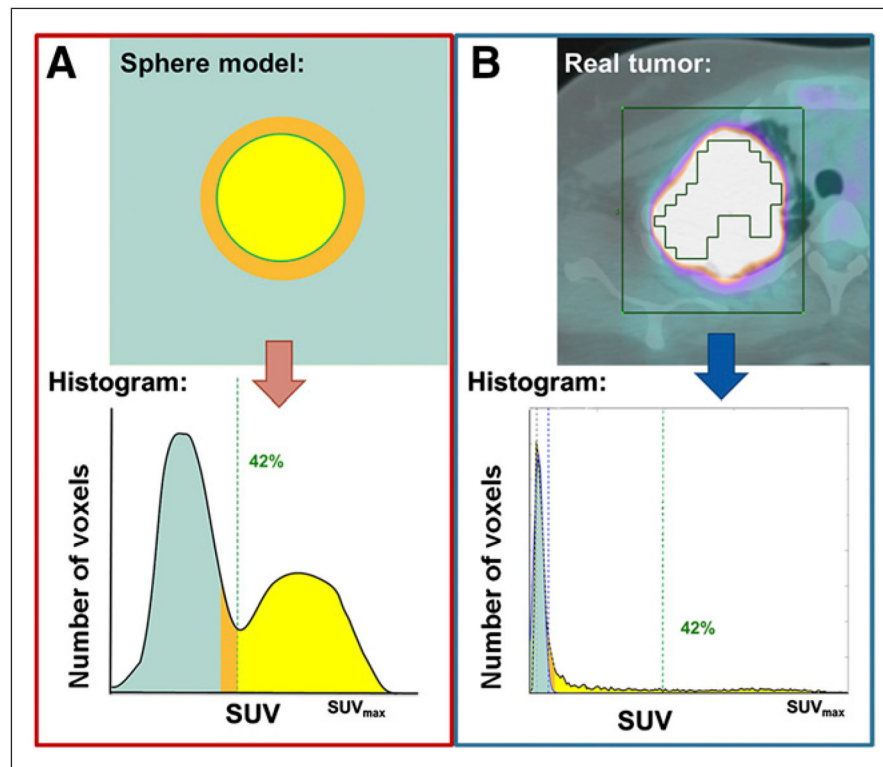 A
Sphere model:
Histogram:
42%
Number of voxels
SUV
SUVmax
B
Real tumor:
Histogram:
42%
Number of voxels
SUV
SUVmax